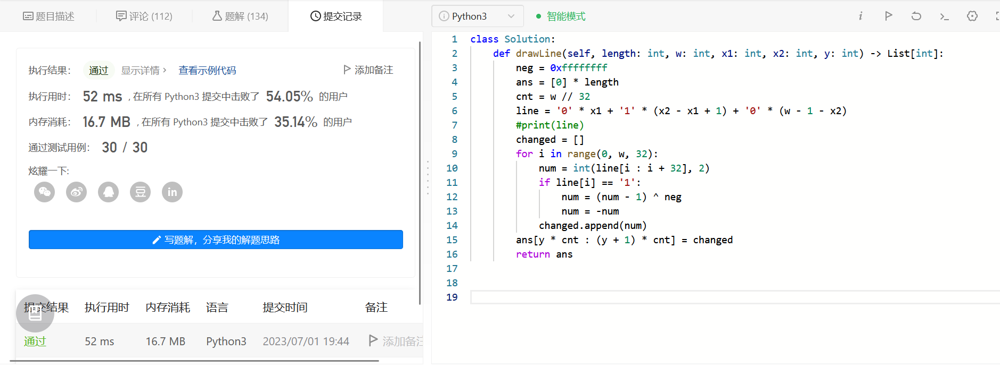 题目描述
评论 (112)
题解 (134)
提交记录
执行结果：
通过
显示详情 ›
查看示例代码
添加备注
执行用时： 52 ms , 在所有 Python3 提交中击败了 54.05% 的用户
内存消耗： 16.7 MB , 在所有 Python3 提交中击败了 35.14% 的用户
通过测试用例： 30 / 30
炫耀一下:
豆
in
写题解，分享我的解题思路
提交结果
执行用时
内存消耗
语言
提交时间
备注
通过
52 ms
16.7 MB
Python3
2023/07/01 19:44
添加备注
Python3
智能模式
1 class Solution:
2     def drawLine(self, length: int, w: int, x1: int, x2: int, y: int) -> List[int]:
3         neg = 0xffffffff
4         ans = [0] * length
5         cnt = w // 32
6         line = '0' * x1 + '1' * (x2 - x1 + 1) + '0' * (w - 1 - x2)
7         #print(line)
8         changed = []
9         for i in range(0, w, 32):
10             num = int(line[i : i + 32], 2)
11             if line[i] == '1':
12                 num = (num - 1) ^ neg
13                 num = -num
14             changed.append(num)
15         ans[y * cnt : (y + 1) * cnt] = changed
16         return ans
17
18
19